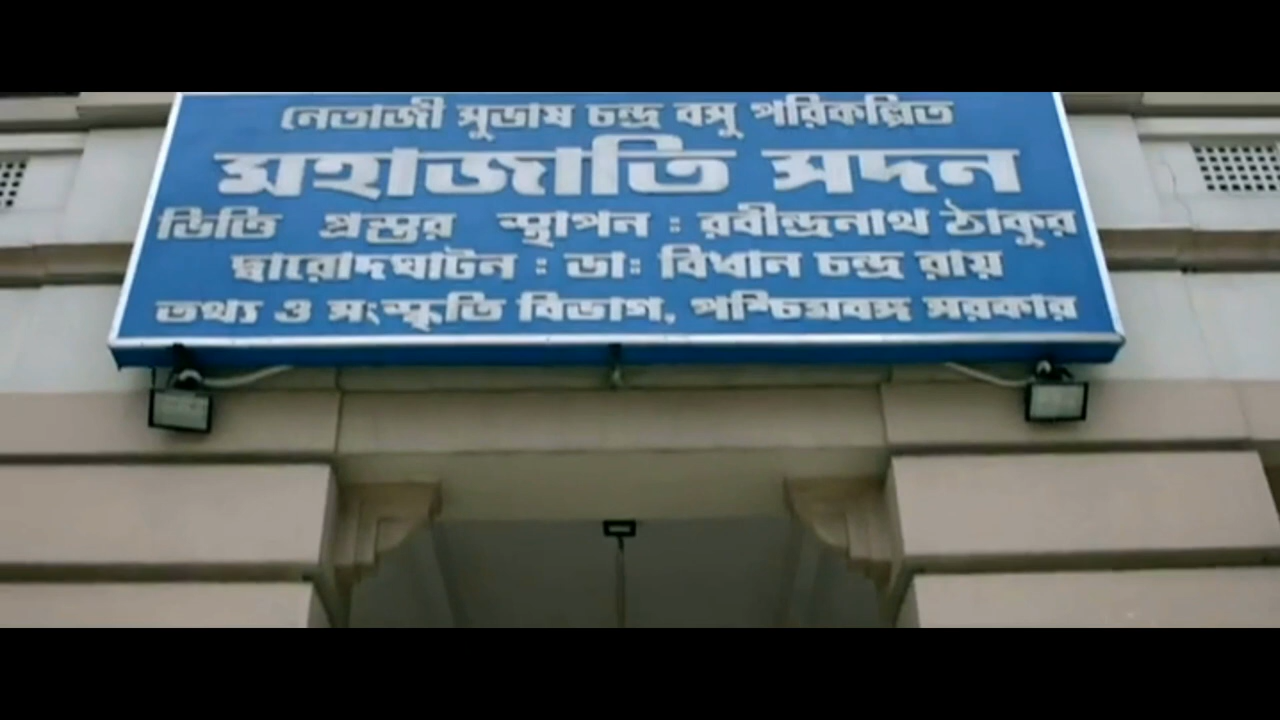 নেতাজী সুভাষ চন্দ্র বসু পরিকল্পিত
মহাজাতি সদন
ভিত্তি প্রস্তর স্থাপন : রবীন্দ্রনাথ ঠাকুর
দ্বারোদঘাটন : ডাঃ বিধান চন্দ্র রায়
তথ্য ও সংস্কৃতি বিভাগ, পশ্চিমবঙ্গ সরকার